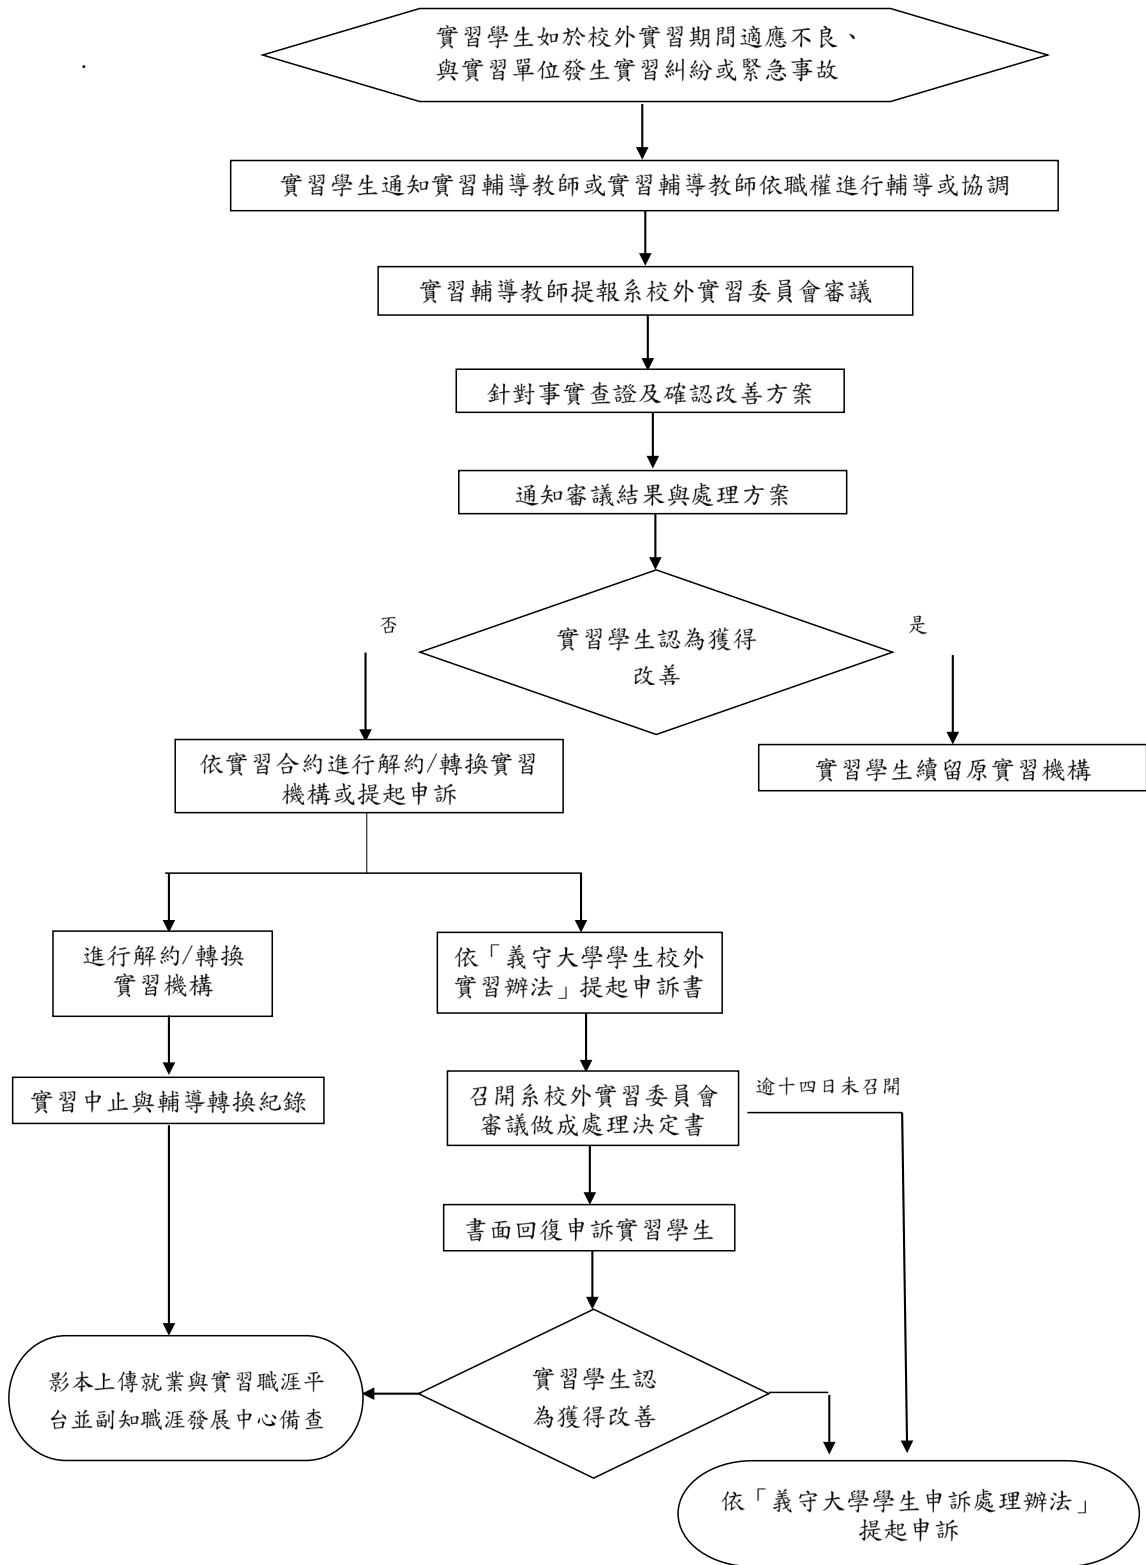 實習學生如於校外實習期間適應不良、
與實習單位發生實習糾紛或緊急事故
實習學生通知實習輔導教師或實習輔導教師依職權進行輔導或協調
實習輔導教師提報系校外實習委員會審議
針對事實查證及確認改善方案
通知審議結果與處理方案
否
實習學生認為獲得
改善
是
依實習合約進行解約/轉換實習
機構或提起申訴
實習學生續留原實習機構
進行解約/轉換
實習機構
依「義守大學學生校外
實習辦法」提起申訴書
實習中止與輔導轉換紀錄
召開系校外實習委員會
審議做成處理決定書
逾十四日未召開
書面回復申訴實習學生
影本上傳就業與實習職涯平
台並副知職涯發展中心備查
實習學生認
為獲得改善
依「義守大學學生申訴處理辦法」
提起申訴